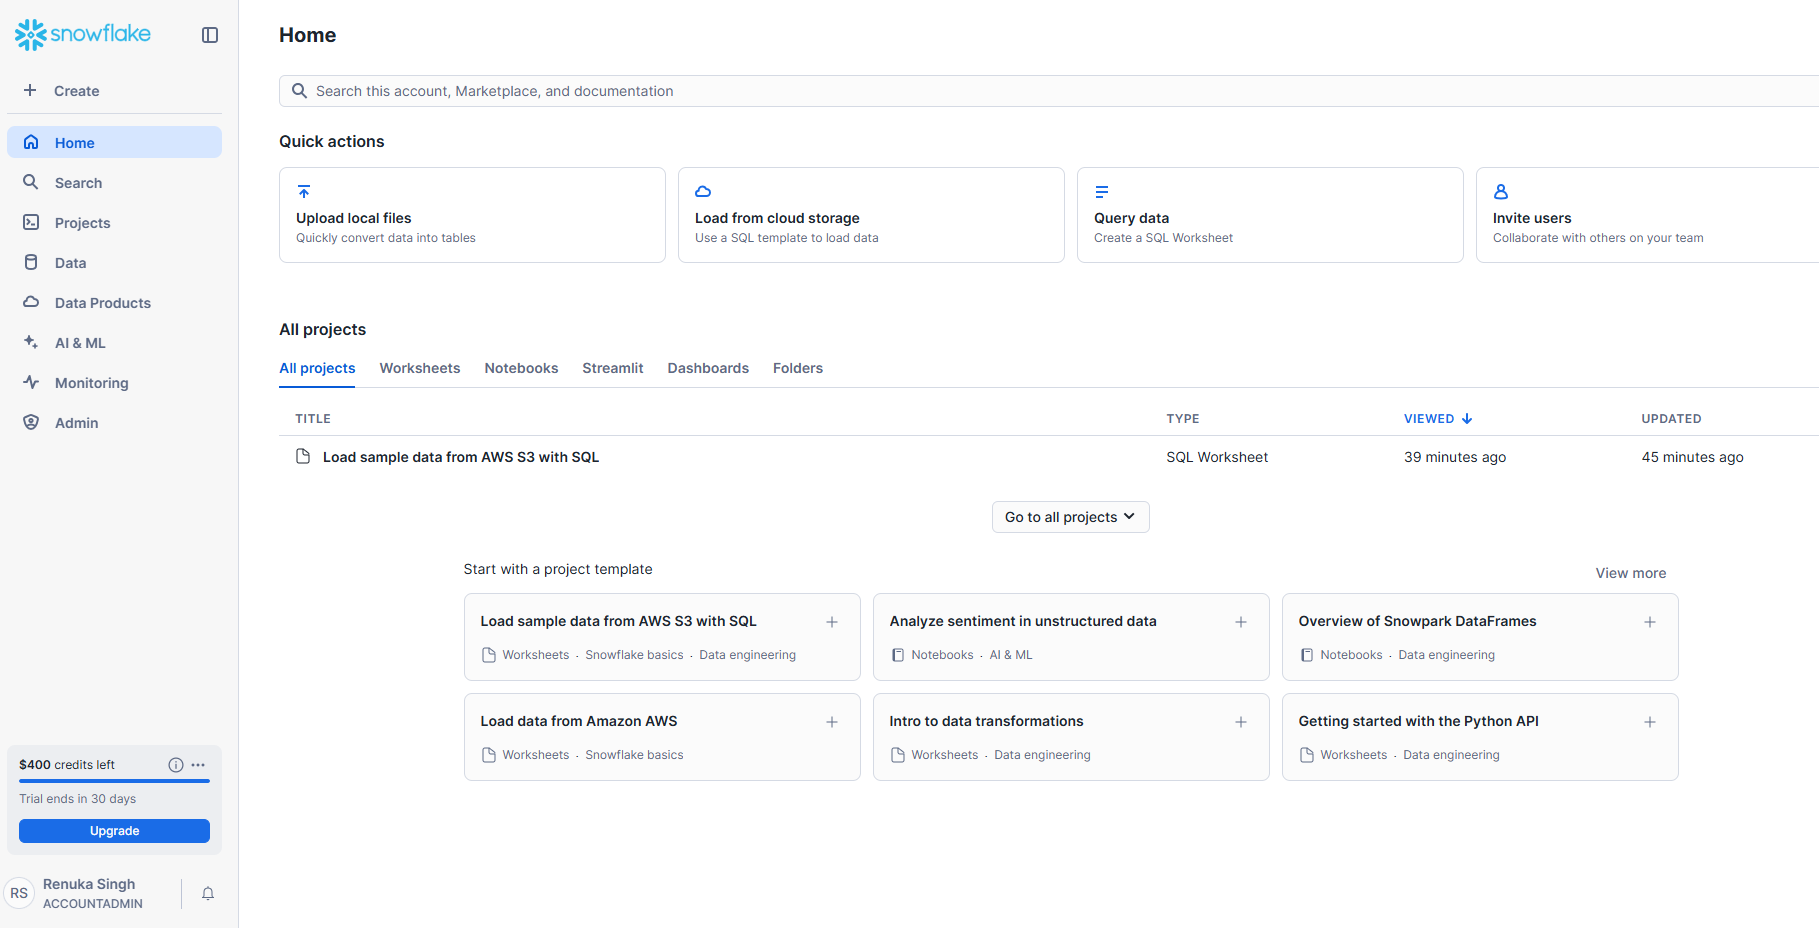 snowflake
Create
Home
Search
Projects
Data
Data Products
AI & ML
Monitoring
Admin
$400 credits left
Trial ends in 30 days
Upgrade
RS
Renuka Singh
ACCOUNTADMIN
Home
Search this account, Marketplace, and documentation
Quick actions
Upload local files
Quickly convert data into tables
Load from cloud storage
Use a SQL template to load data
Query data
Create a SQL Worksheet
Invite users
Collaborate with others on your team
All projects
All projects Worksheets Notebooks Streamlit Dashboards Folders
TITLE TYPE VIEWED UPDATED
Load sample data from AWS S3 with SQL SQL Worksheet 39 minutes ago 45 minutes ago
Go to all projects
Start with a project template
View more
Load sample data from AWS S3 with SQL
Worksheets · Snowflake basics · Data engineering
Analyze sentiment in unstructured data
Notebooks · AI & ML
Overview of Snowpark DataFrames
Notebooks · Data engineering
Load data from Amazon AWS
Worksheets · Snowflake basics
Intro to data transformations
Worksheets · Data engineering
Getting started with the Python API
Worksheets · Data engineering